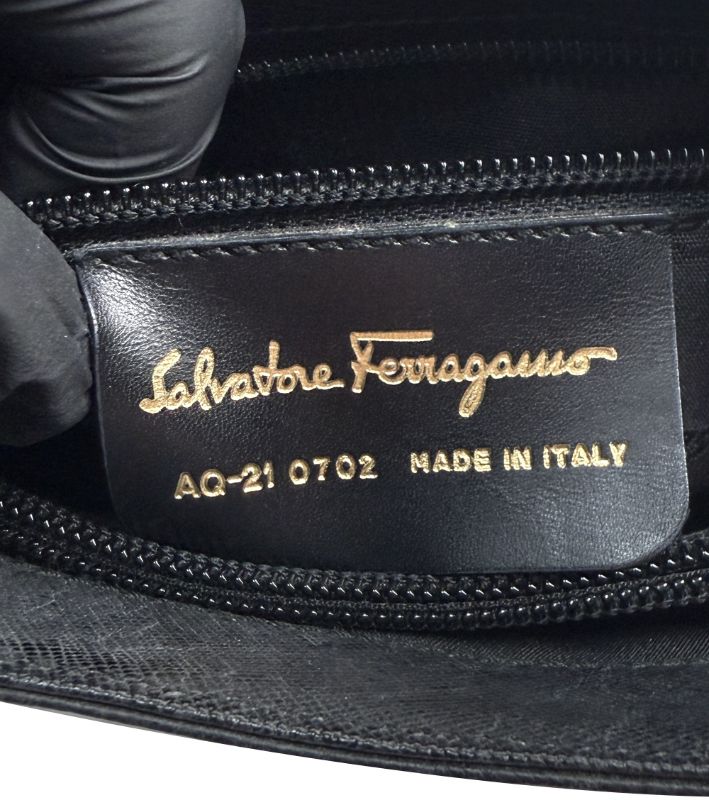 Salvatore Ferragamo
AQ-21 0702 MADE IN ITALY